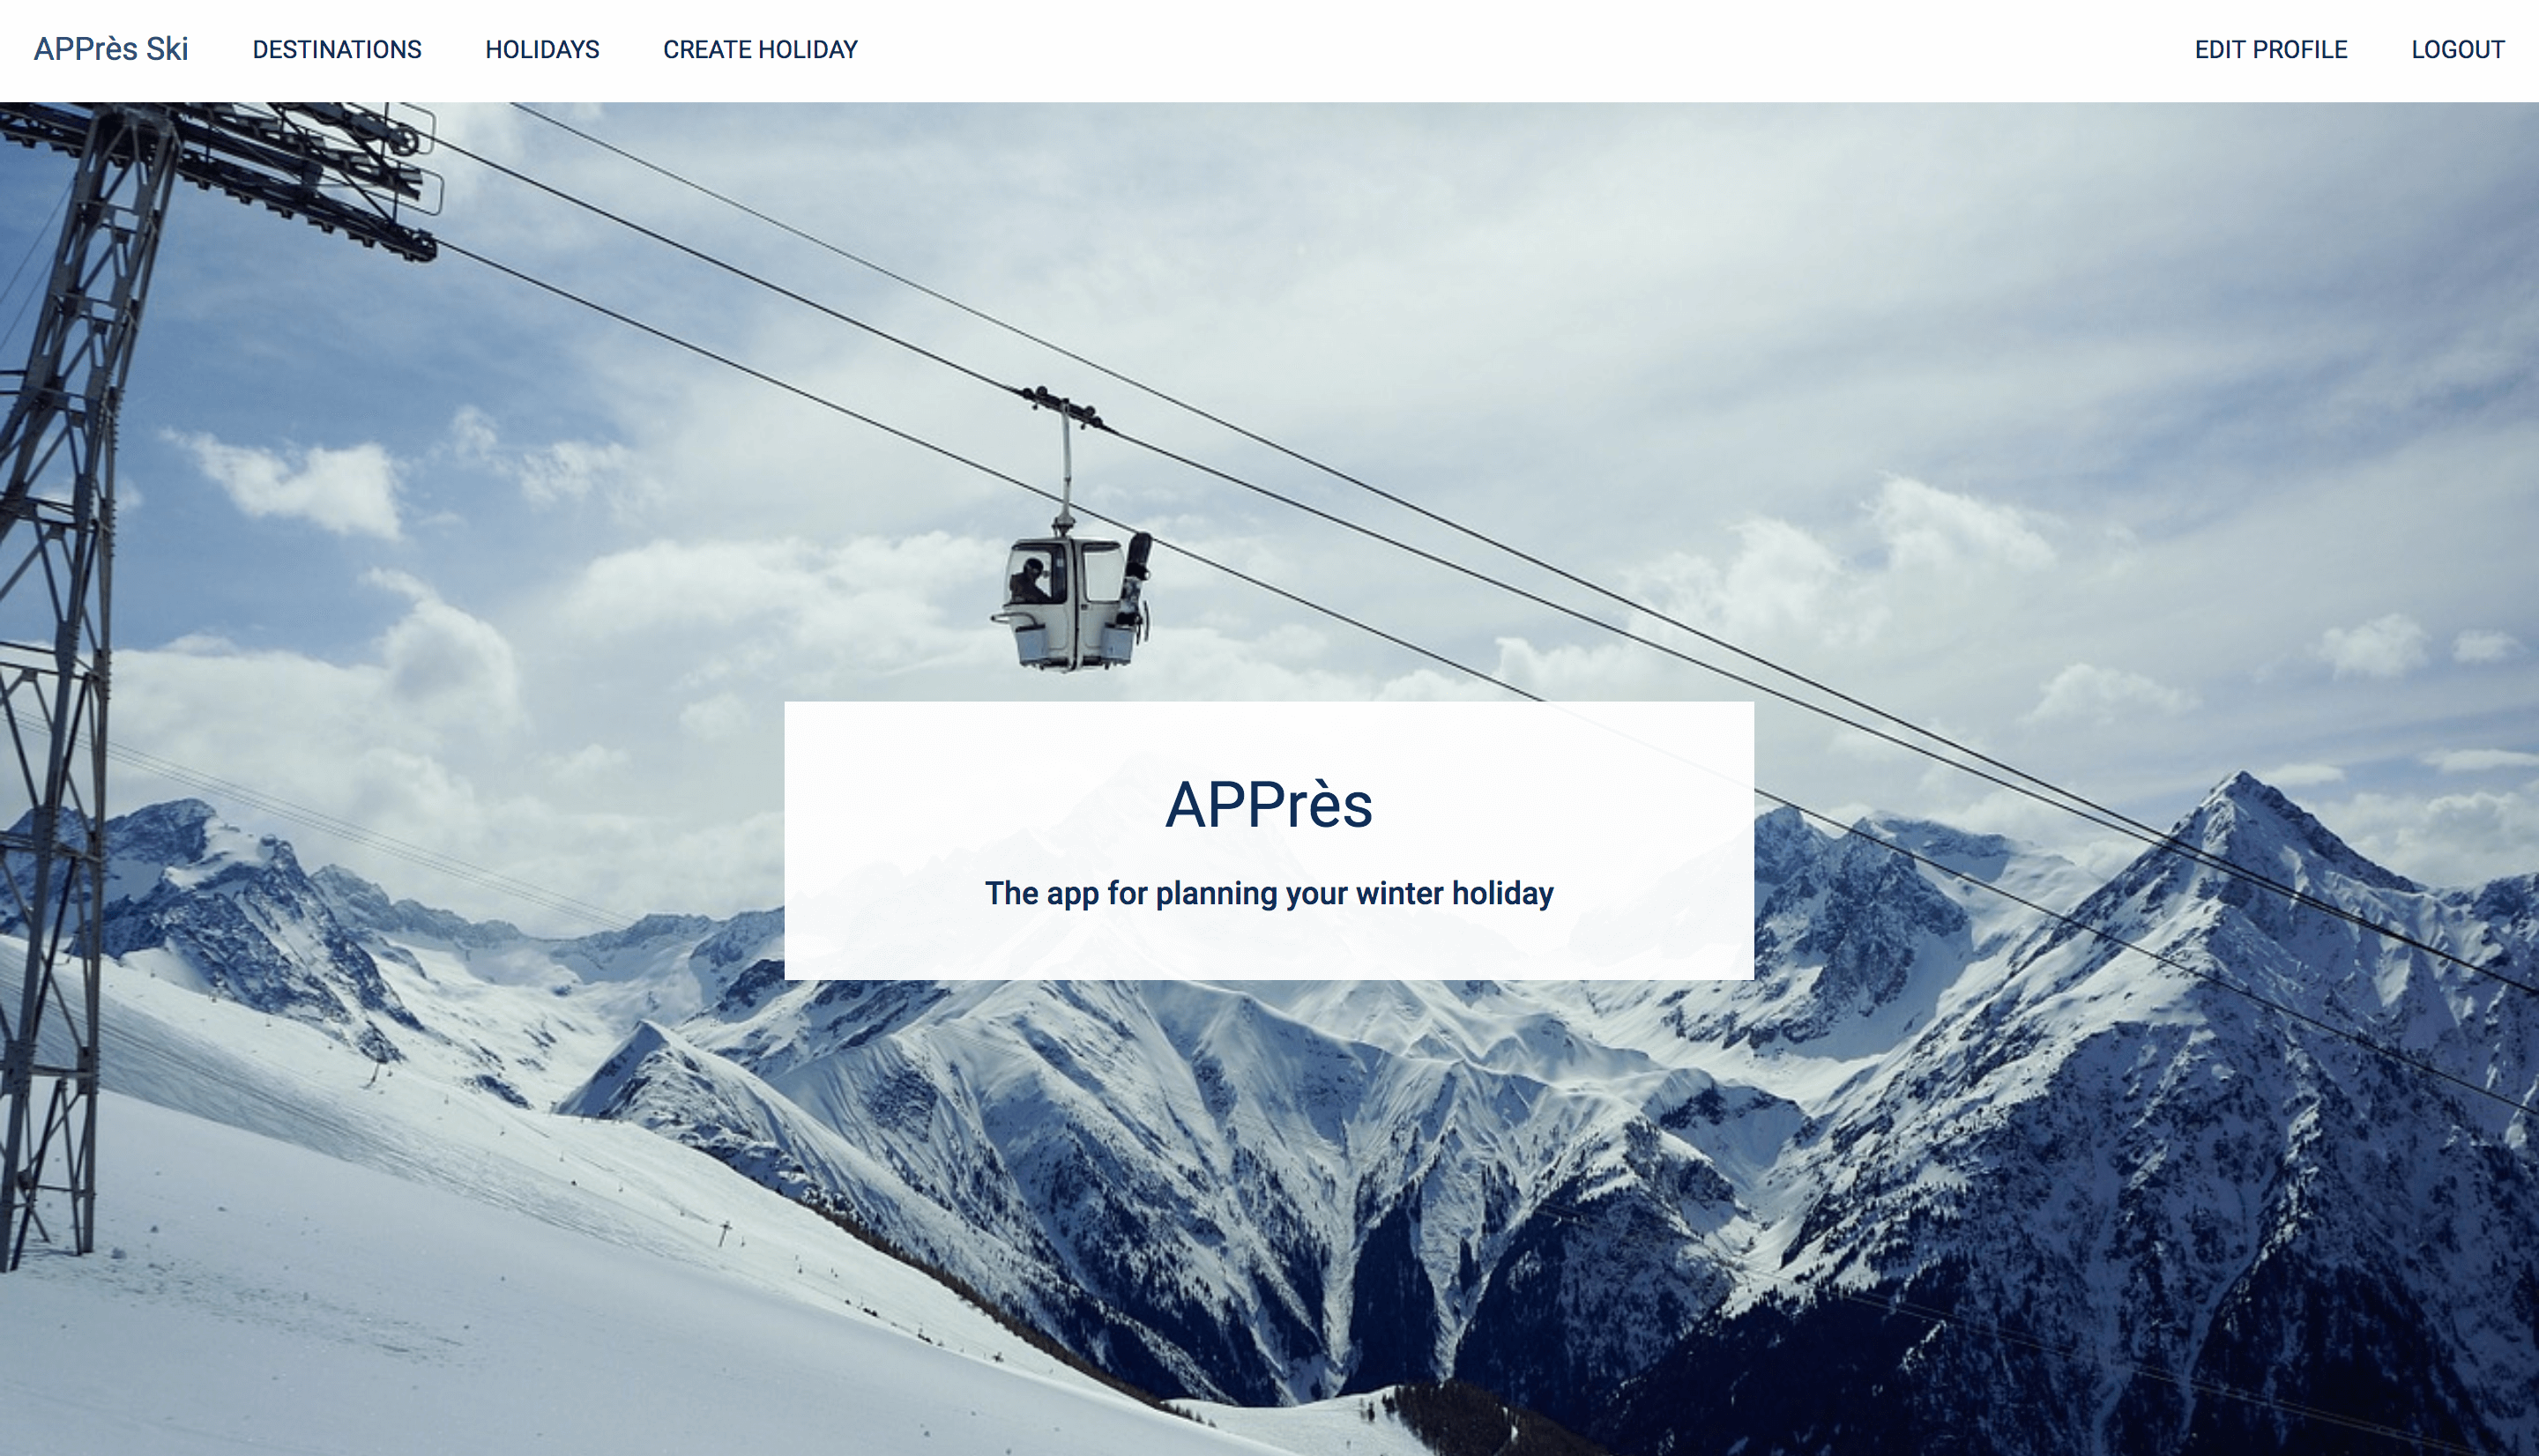 APPrès Ski DESTINATIONS HOLIDAYS CREATE HOLIDAY EDIT PROFILE LOGOUT
APPrès
The app for planning your winter holiday